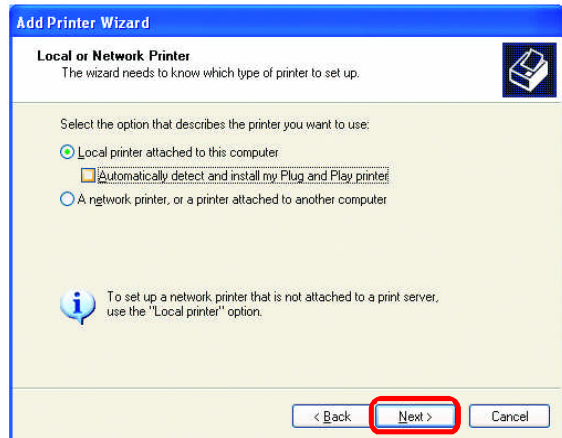 Add Printer Wizard
Local or Network Printer
The wizard needs to know which type of printer to set up.
Select the option that describes the printer you want to use:
Local printer attached to this computer
Automatically detect and install my Plug and Play printer
A network printer, or a printer attached to another computer
To set up a network printer that is not attached to a print server,
use the "Local printer" option.
< Back Next > Cancel